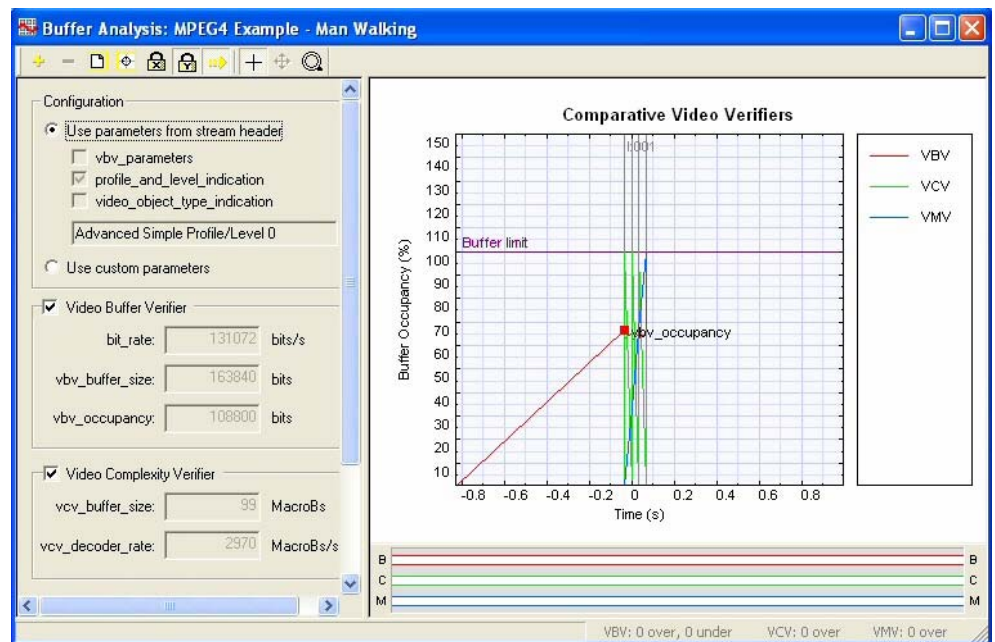 Buffer Analysis: MPEG4 Example - Man Walking
Configuration
Use parameters from stream header
vbv_parameters
profile_and_level_indication
video_object_type_indication
Advanced Simple Profile/Level 0
Use custom parameters
Video Buffer Verifier
bit_rate: 131072 bits/s
vbv_buffer_size: 163840 bits
vbv_occupancy: 108800 bits
Video Complexity Verifier
vcv_buffer_size: 99 MacroBs
vcv_decoder_rate: 2970 MacroBs/s
Comparative Video Verifiers
Buffer Occupancy (%)
150
140
130
120
110
100
90
80
70
60
50
40
30
20
10
I:001
Buffer limit
vbv_occupancy
-0.8 -0.6 -0.4 -0.2 0 0.2 0.4 0.6 0.8
Time (s)
VBV
VCV
VMV
B B
C C
M M
VBV: 0 over, 0 under VCV: 0 over VMV: 0 over